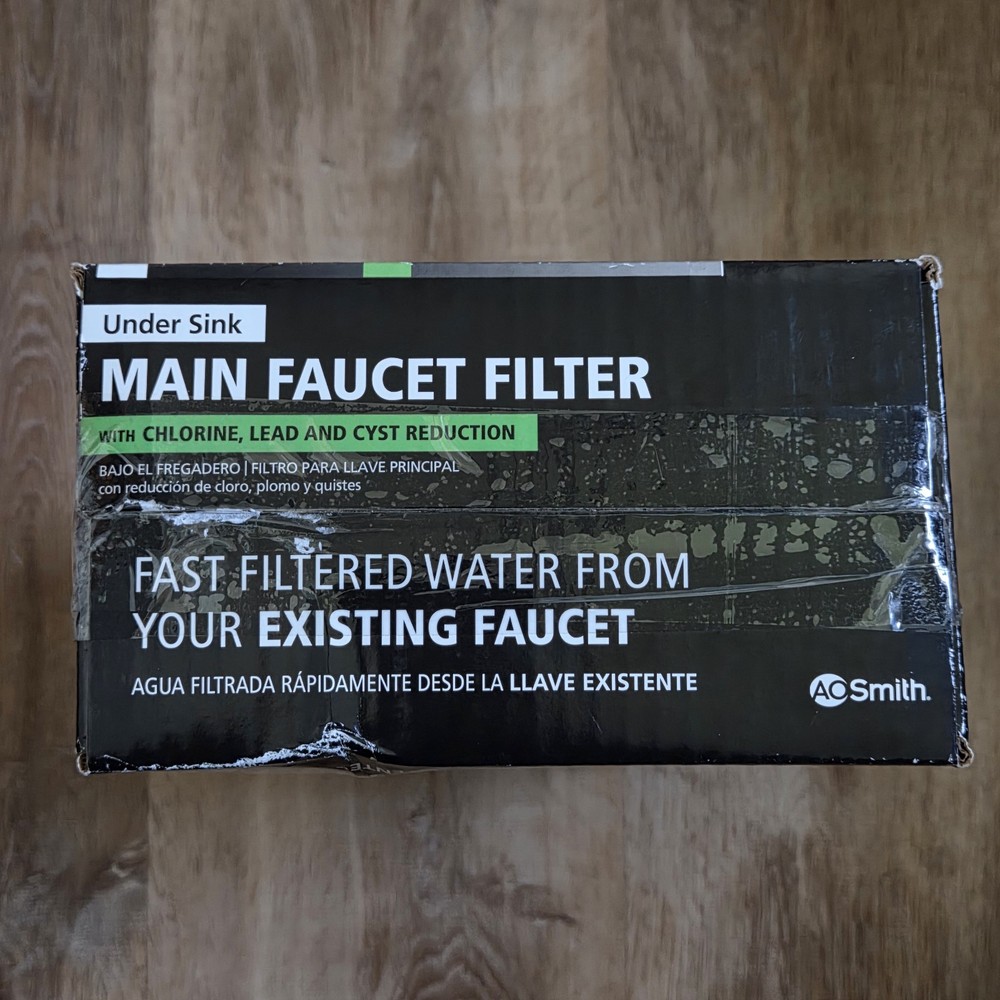 Under Sink
MAIN FAUCET FILTER
WITH CHLORINE, LEAD AND CYST REDUCTION
BAJO EL FREGADERO | FILTRO PARA LLAVE PRINCIPAL
con reducción de cloro, plomo y quistes
FAST FILTERED WATER FROM
YOUR EXISTING FAUCET
AGUA FILTRADA RÁPIDAMENTE DESDE LA LLAVE EXISTENTE
AO Smith.